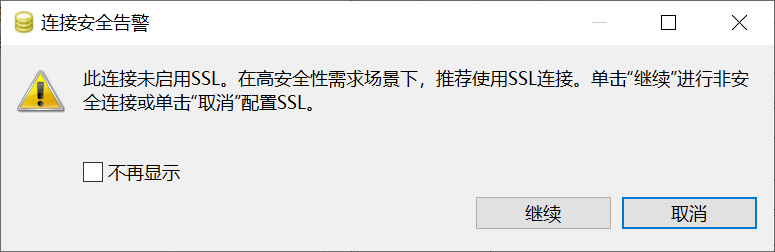 连接安全告警
此连接未启用SSL。在高安全性需求场景下，推荐使用SSL连接。单击“继续”进行非安
全连接或单击“取消”配置SSL。
不再显示
继续
取消